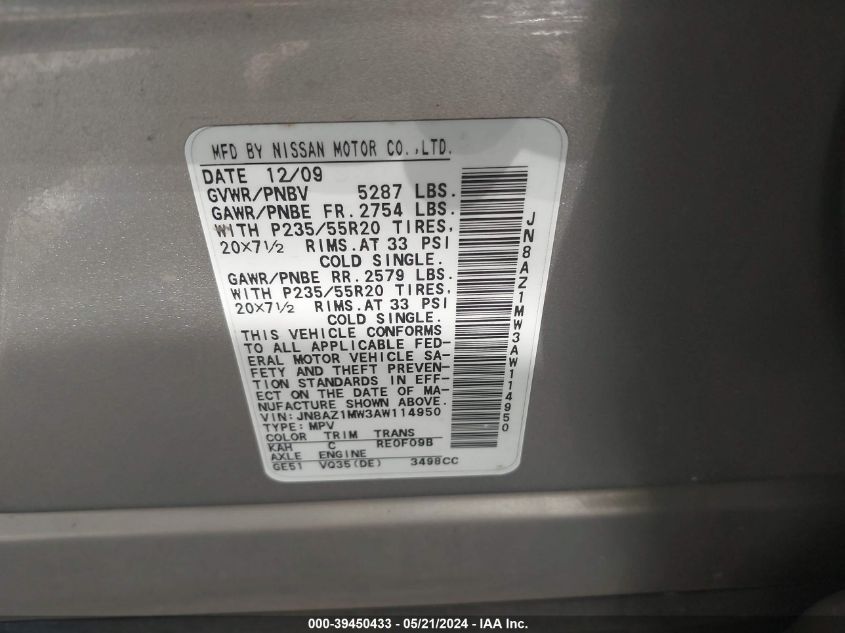 MFD BY NISSAN MOTOR CO.,LTD.
DATE 12/09
GVWR/PNBV 5287 LBS.
GAWR/PNBE FR. 2754 LBS.
WITH P235/55R20 TIRES,
20×7½ RIMS.AT 33 PSI
COLD SINGLE.
GAWR/PNBE RR. 2579 LBS.
WITH P235/55R20 TIRES,
20×7½ RIMS.AT 33 PSI
COLD SINGLE.
THIS VEHICLE CONFORMS
TO ALL APPLICABLE FED-
ERAL MOTOR VEHICLE SA-
FETY AND THEFT PREVEN-
TION STANDARDS IN EFF-
ECT ON THE DATE OF MA-
NUFACTURE SHOWN ABOVE.
VIN:JN8AZ1MW3AW114950
TYPE:MPV
COLOR TRIM TRANS
KAH C RE0F09B
AXLE ENGINE
GE51 VQ35(DE) 3498CC
JN8AZ1MW3AW114950
000-39450433 - 05/21/2024 - IAA Inc.